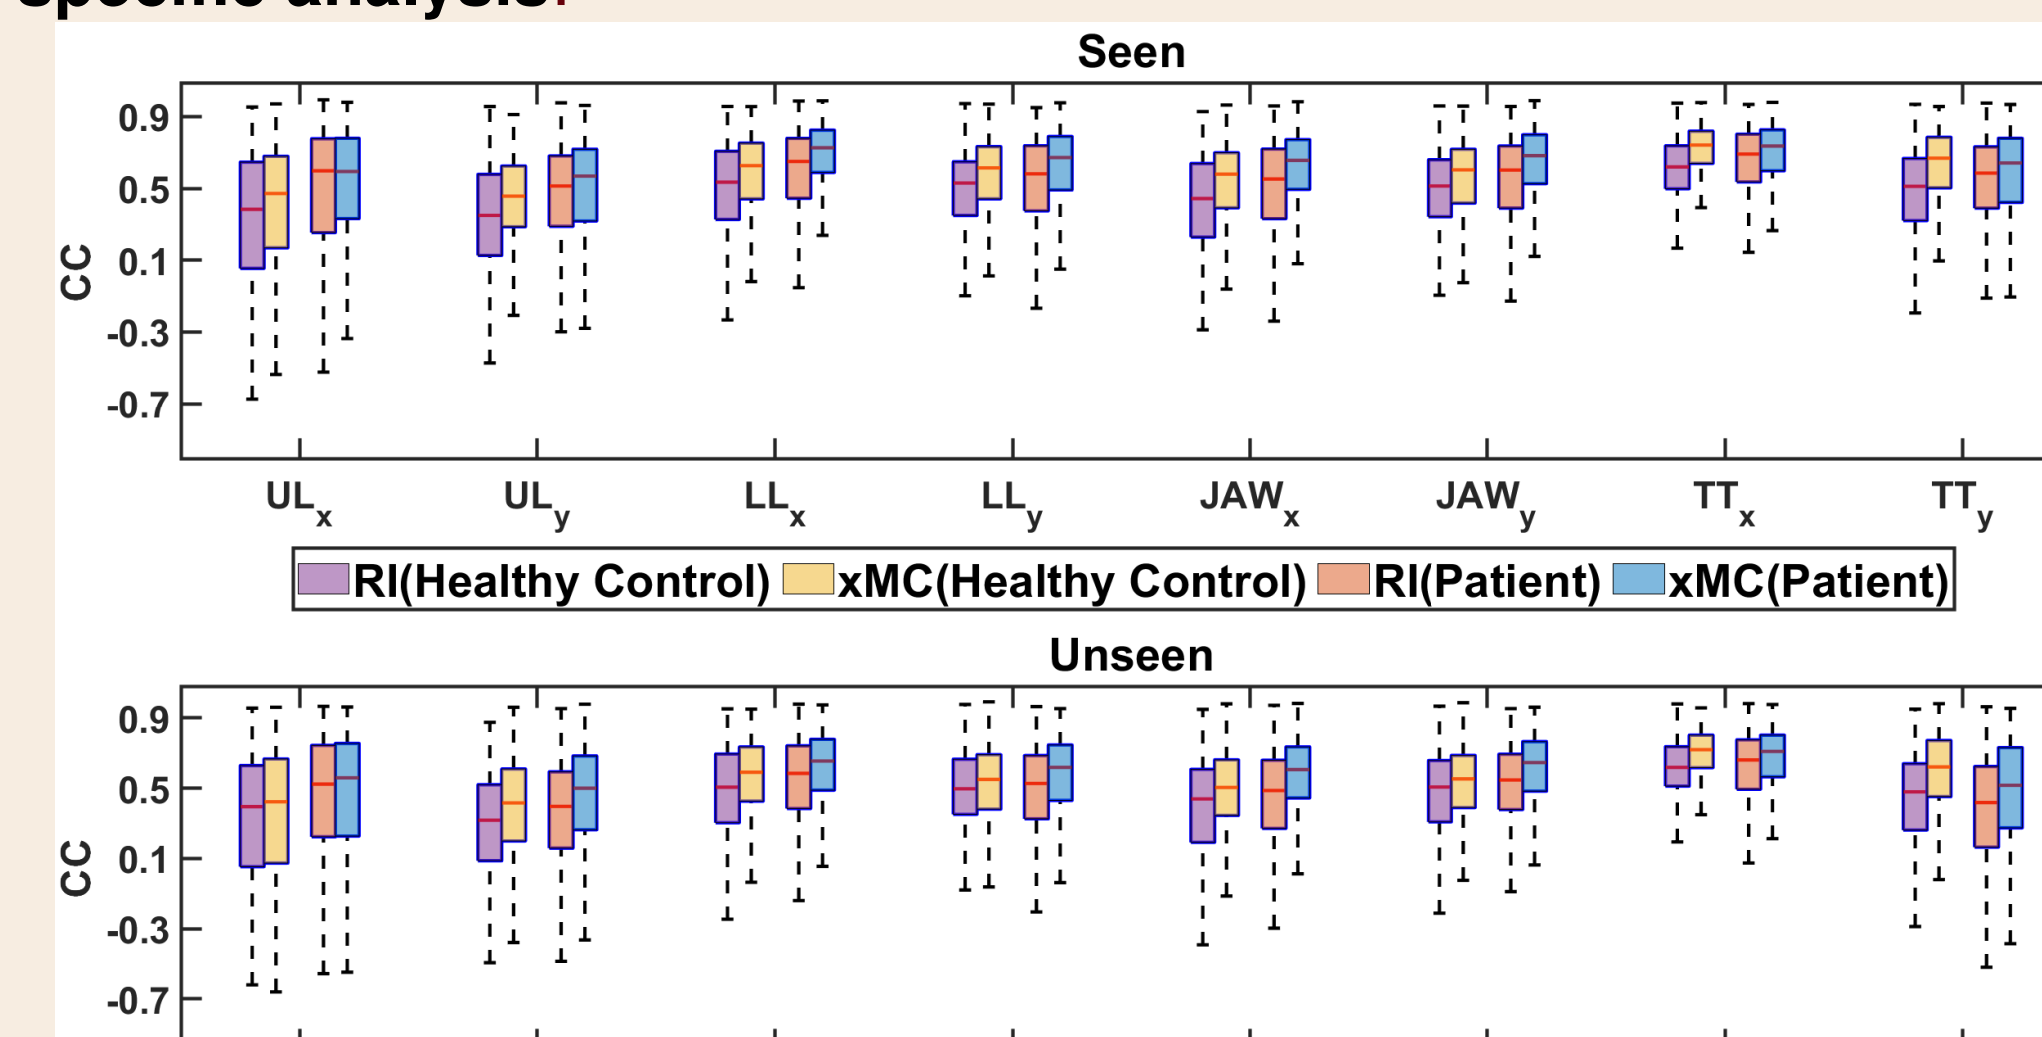 specific analysis.
Seen
0.9
0.5
0.1
-0.3
-0.7
CC
ULx ULy LLx LLy JAWx JAWy TTx TTy
RI(Healthy Control) xMC(Healthy Control) RI(Patient) xMC(Patient)
Unseen
0.9
0.5
0.1
-0.3
-0.7
CC